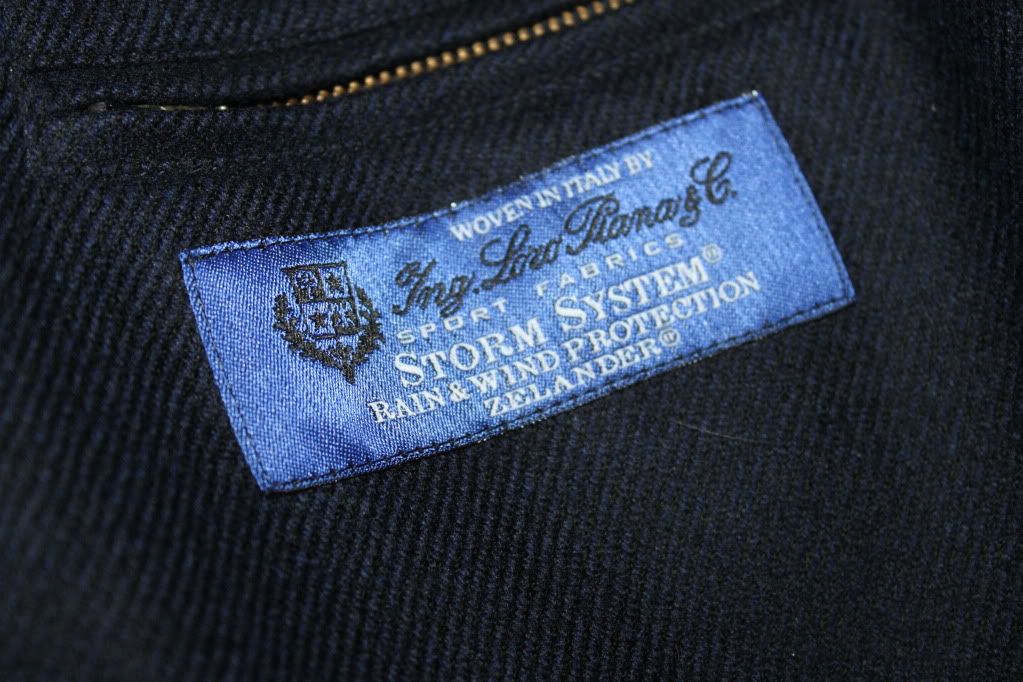 WOVEN IN ITALY BY
Ing. Loro Piana & C.
SPORT FABRICS
STORM SYSTEM®
RAIN & WIND PROTECTION
ZELANDER®